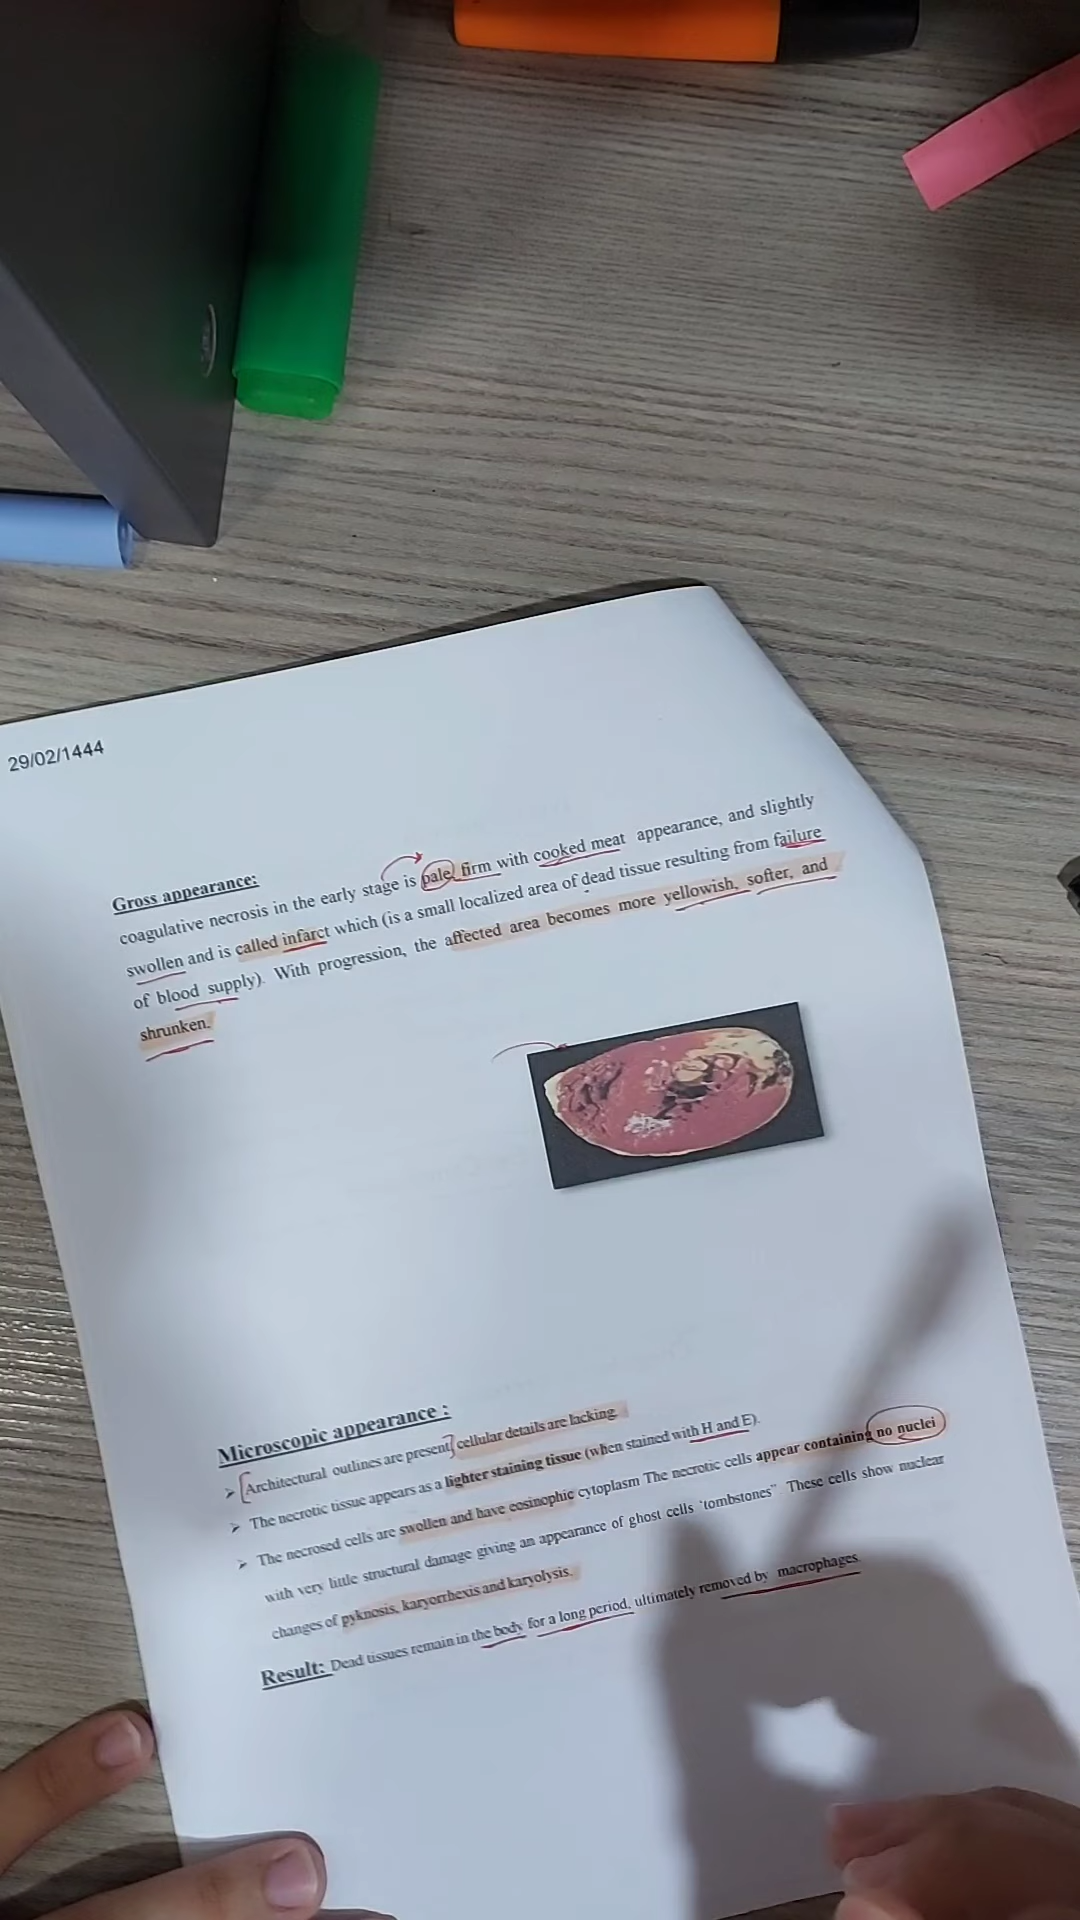 29/02/1444
Gross appearance:
coagulative necrosis in the early stage is pale, firm with cooked meat appearance, and slightly
swollen and is called infarct which (is a small localized area of dead tissue resulting from failure
of blood supply). With progression, the affected area becomes more yellowish, softer, and
shrunken.
Microscopic appearance :
➢ Architectural outlines are present, cellular details are lacking.
➢ The necrotic tissue appears as a lighter staining tissue (when stained with H and E).
➢ The necrosed cells are swollen and have eosinophic cytoplasm The necrotic cells appear containing no nuclei
with very little structural damage giving an appearance of ghost cells 'tombstones" These cells show nuclear
changes of pyknosis, karyorrhexis and karyolysis.
Result: Dead tissues remain in the body for a long period, ultimately removed by macrophages